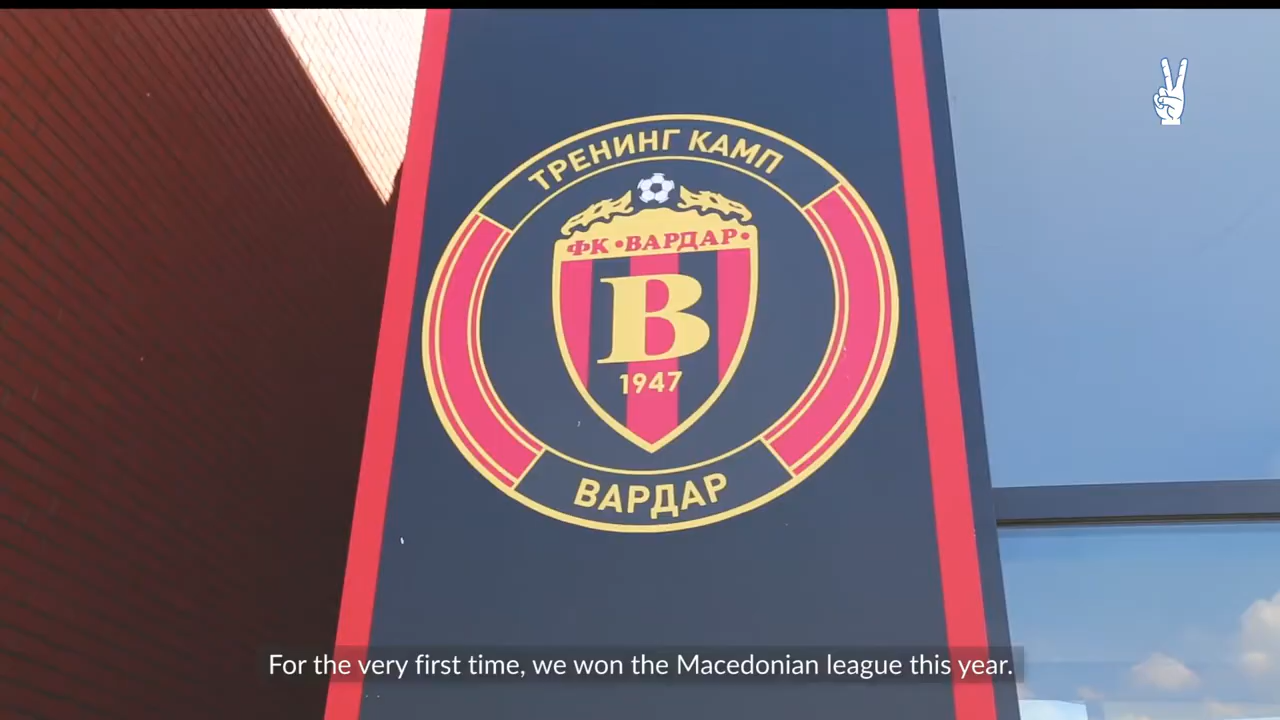 ТРЕНИНГ КАМП
ФК •ВАРДАР•
В
1947
ВАРДАР
For the very first time, we won the Macedonian league this year.